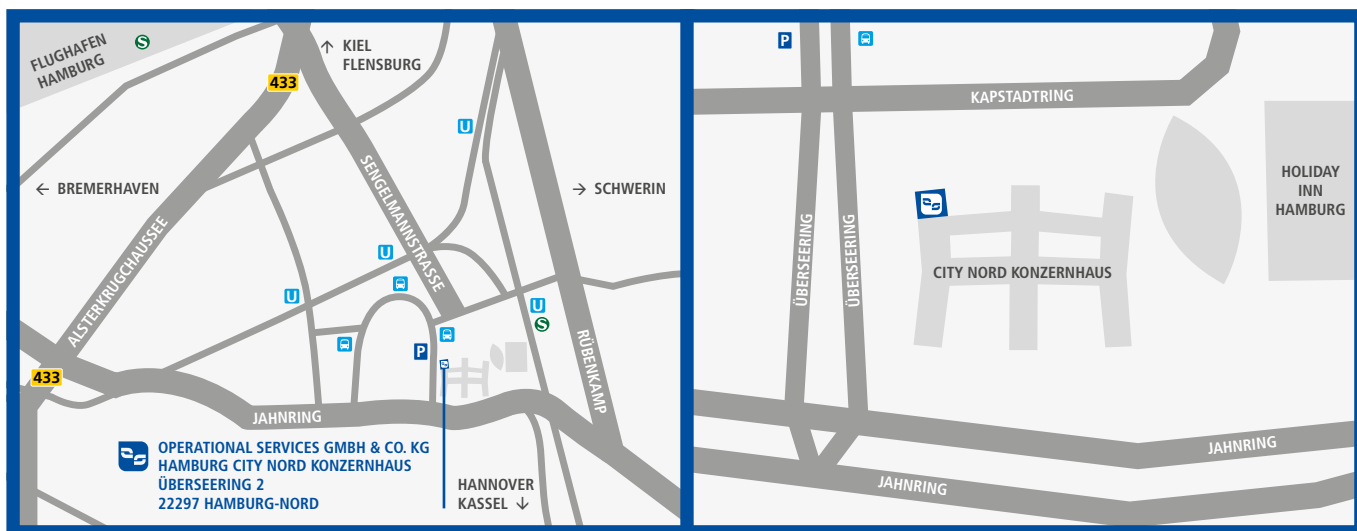 FLUGHAFEN
HAMBURG
S
↑ KIEL
FLENSBURG
433
U
← BREMERHAVEN
SENGELMANNSTRASSE
→ SCHWERIN
ALSTERKRUGCHAUSSEE
U
U
U
S
P
RÜBENKAMP
433
JAHNRING
OPERATIONAL SERVICES GMBH & CO. KG
HAMBURG CITY NORD KONZERNHAUS
ÜBERSEERING 2
22297 HAMBURG-NORD
HANNOVER
KASSEL ↓
P
KAPSTADTRING
HOLIDAY
INN
HAMBURG
ÜBERSEERING
ÜBERSEERING
CITY NORD KONZERNHAUS
JAHNRING
JAHNRING